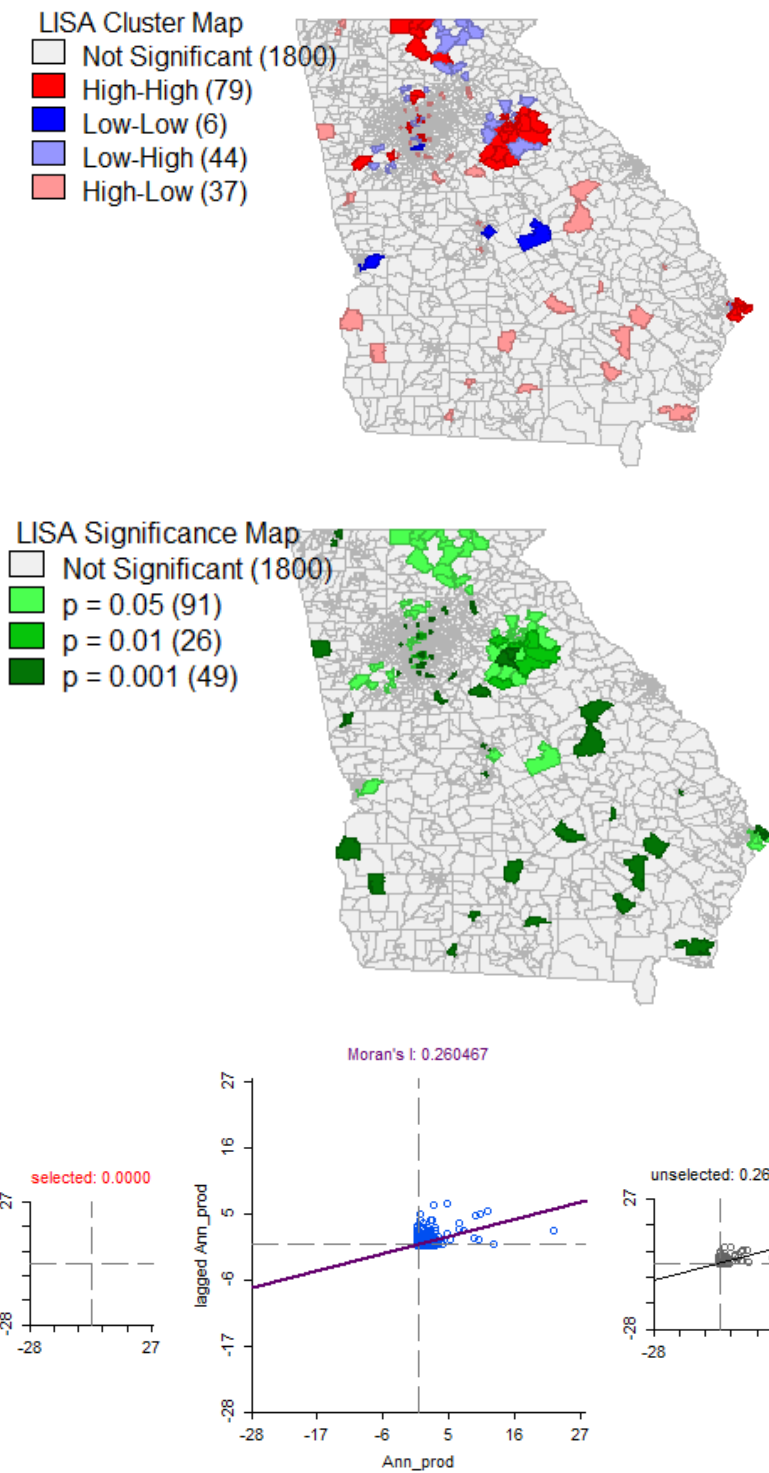 LISA Cluster Map
Not Significant (1800)
High-High (79)
Low-Low (6)
Low-High (44)
High-Low (37)
LISA Significance Map
Not Significant (1800)
p = 0.05 (91)
p = 0.01 (26)
p = 0.001 (49)
Moran's I: 0.260467
selected: 0.0000
27
-28
-28
27
27
16
5
-6
-17
-28
lagged Ann_prod
-28
-17
-6
5
16
27
Ann_prod
unselected: 0.26
27
-28
-28